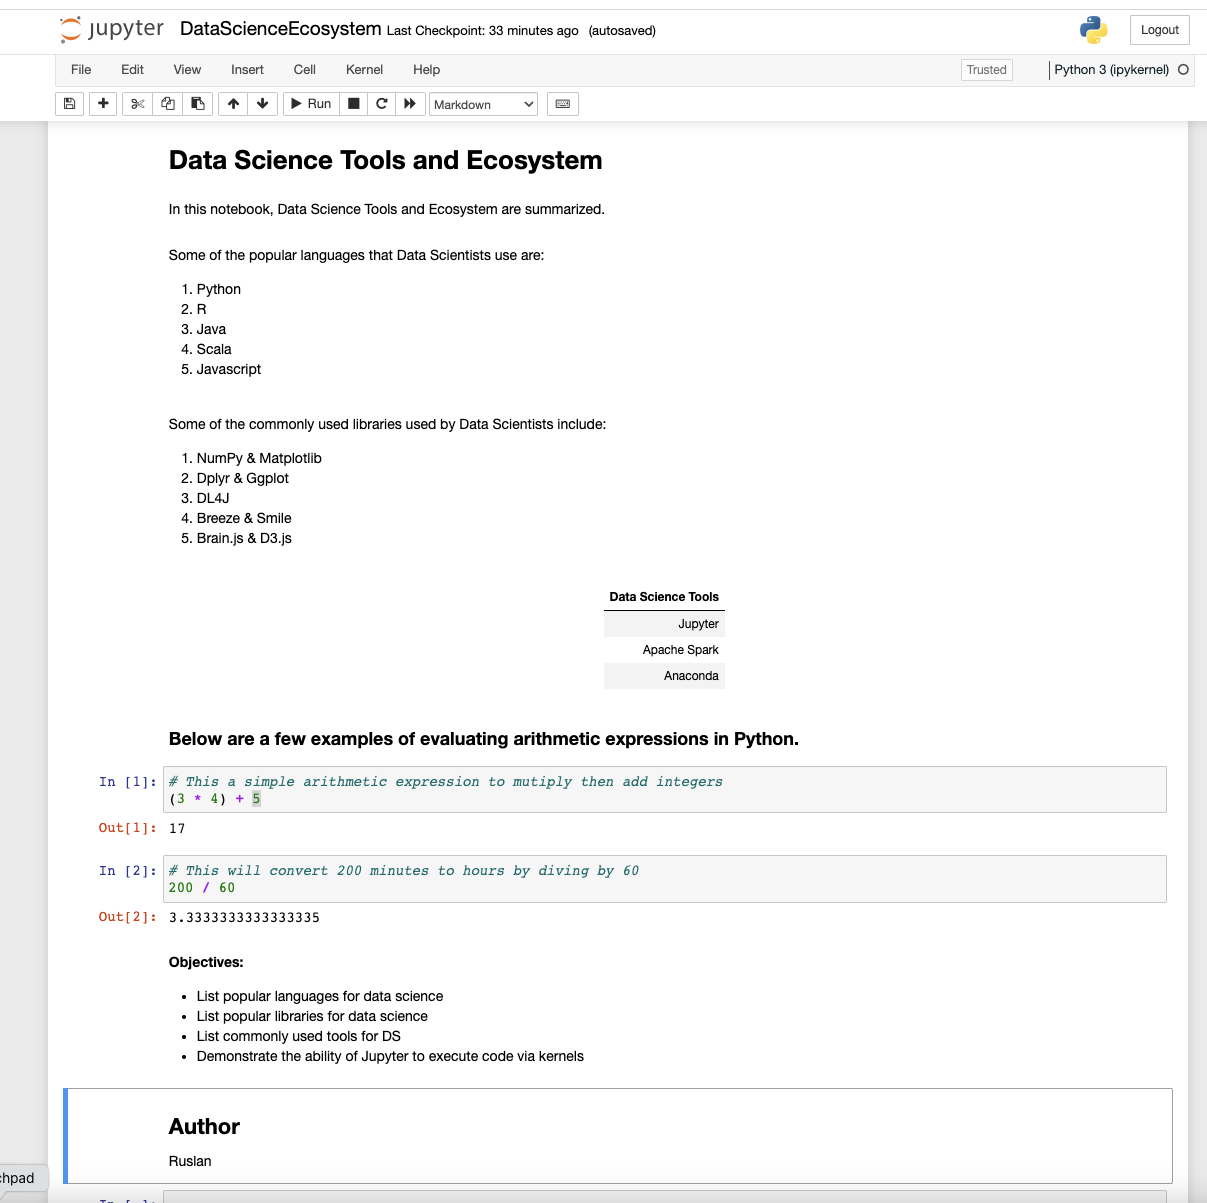 jupyter DataScienceEcosystem Last Checkpoint: 33 minutes ago (autosaved)
Logout
File Edit View Insert Cell Kernel Help
Trusted Python 3 (ipykernel)
Run Markdown
Data Science Tools and Ecosystem
In this notebook, Data Science Tools and Ecosystem are summarized.
Some of the popular languages that Data Scientists use are:
1. Python
2. R
3. Java
4. Scala
5. Javascript
Some of the commonly used libraries used by Data Scientists include:
1. NumPy & Matplotlib
2. Dplyr & Ggplot
3. DL4J
4. Breeze & Smile
5. Brain.js & D3.js
Data Science Tools
Jupyter
Apache Spark
Anaconda
Below are a few examples of evaluating arithmetic expressions in Python.
In [1]: # This a simple arithmetic expression to mutiply then add integers
(3 * 4) + 5
Out[1]: 17
In [2]: # This will convert 200 minutes to hours by diving by 60
200 / 60
Out[2]: 3.3333333333333335
Objectives:
• List popular languages for data science
• List popular libraries for data science
• List commonly used tools for DS
• Demonstrate the ability of Jupyter to execute code via kernels
Author
Ruslan
hpad